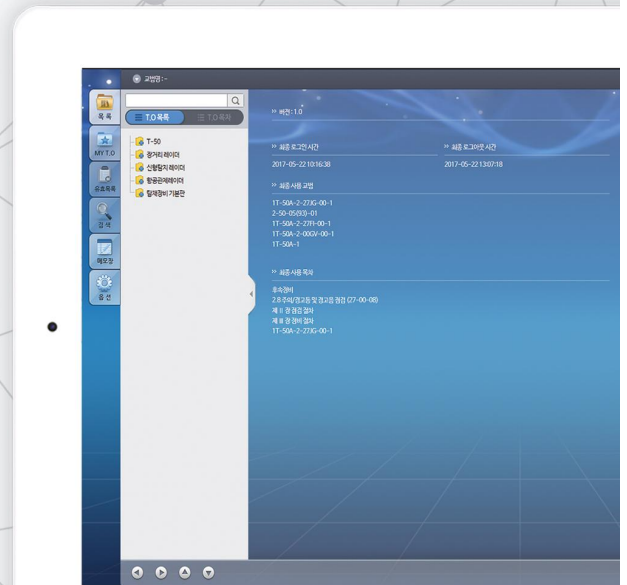 교범명 : -
목 록
MY T.O
유효목록
검 색
메모장
옵 션
T.O 목록
T.O 목차
T-50
장거리 레이더
신형탐지 레이더
항공관제레이더
탑재장비 기본판
버전 : 1.0
최종 로그인 시간
최종 로그아웃 시간
2017-05-22 10:16:38
2017-05-22 13:07:18
최종 사용 교범
1T-50A-2-27JG-00-1
2-50-05(93)-01
1T-50A-2-27FI-00-1
1T-50A-2-00GV-00-1
1T-50A-1
최종 사용 목차
후속정비
2.8 주의/경고등 및 경고음 점검 (27-00-08)
제 II 장 점검 절차
제 III 장 정비 절차
1T-50A-2-27JG-00-1